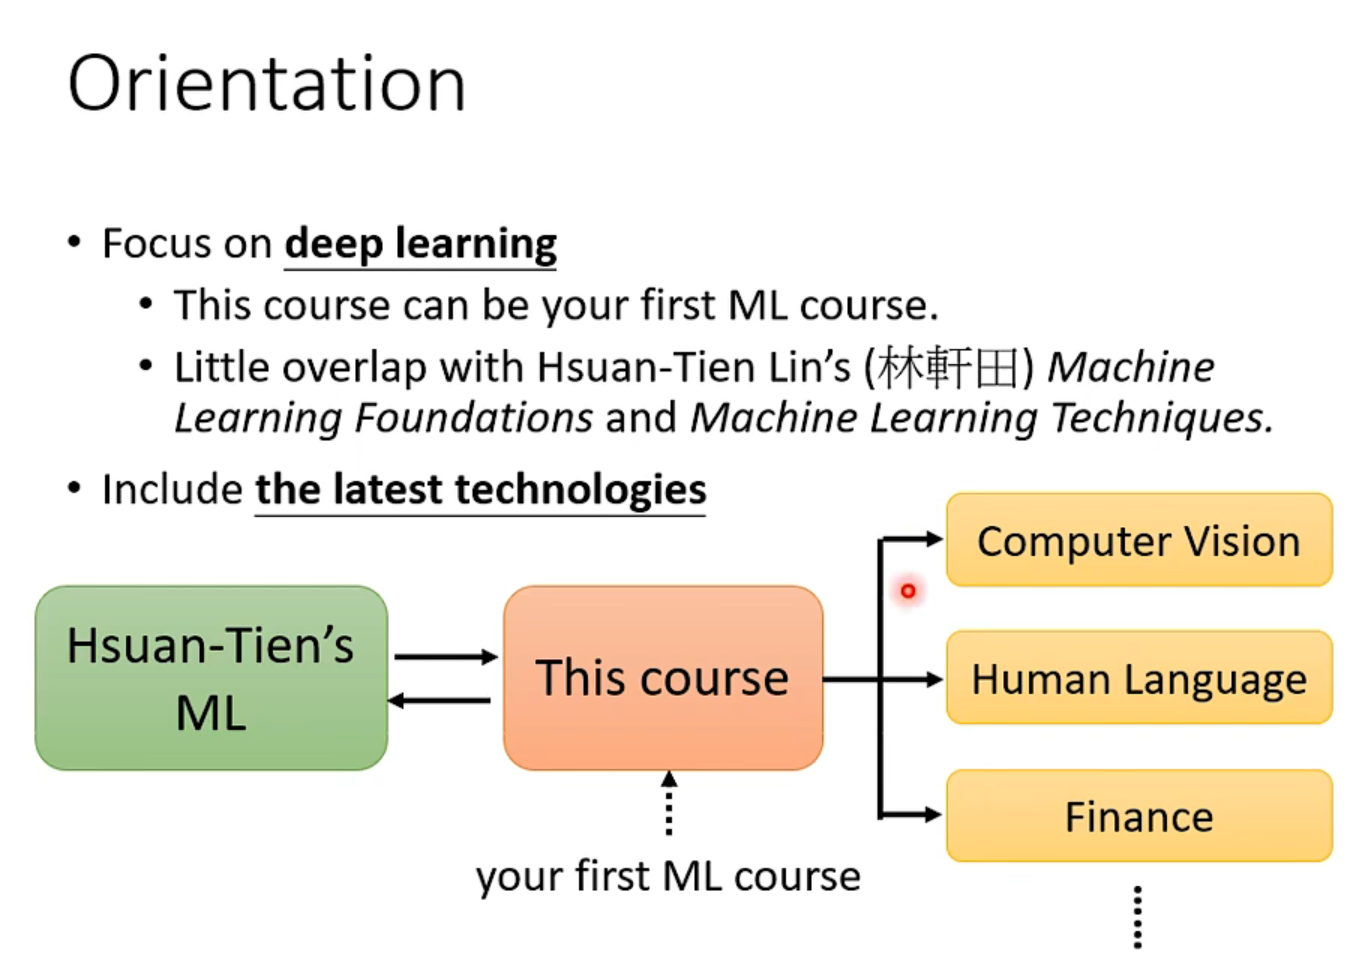 Orientation
• Focus on deep learning
• This course can be your first ML course.
• Little overlap with Hsuan-Tien Lin’s (林軒田) Machine
Learning Foundations and Machine Learning Techniques.
• Include the latest technologies
Hsuan-Tien’s
ML
This course
your first ML course
Computer Vision
Human Language
Finance